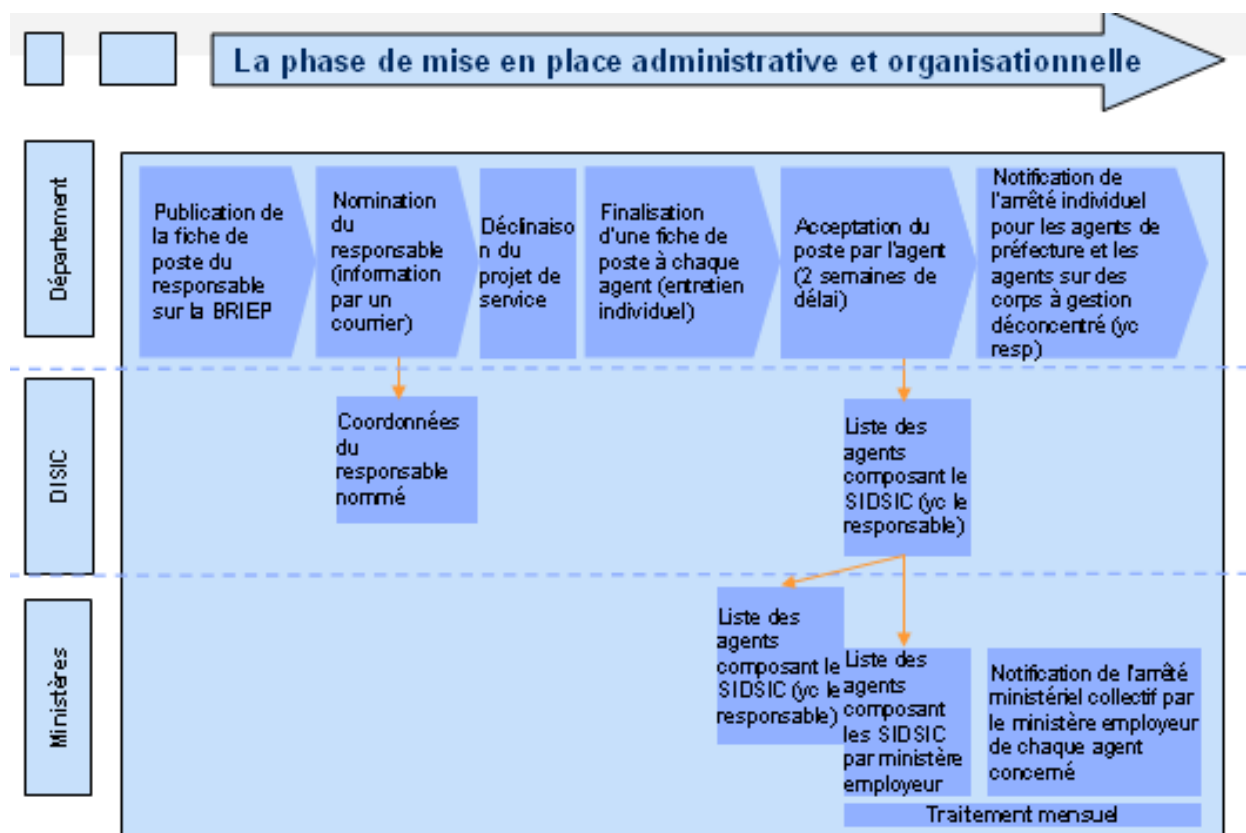 La phase de mise en place administrative et organisationnelle
Département
Publication de
la fiche de
poste du
responsable
sur la BRIEP
Nomination
du
responsable
(information
par un
courrier)
Déclinaiso
n du
projet de
service
Finalisation
d'une fiche de
poste à chaque
agent (entretien
individuel)
Acceptation du
poste par l'agent
(2 semaines de
délai)
Notification de
l'arrêté individuel
pour les agents de
préfecture et les
agents sur des
corps à gestion
déconcentré (yc
resp)
DISIC
Coordonnées
du
responsable
nommé
Liste des
agents
composant le
SIDSIC (yc le
responsable)
Ministères
Liste des
agents
composant le
SIDSIC (yc le
responsable)
Liste des
agents
composant
les SIDSIC
par ministère
employeur
Notification de l'arrêté
ministériel collectif par
le ministère employeur
de chaque agent
concerné
Traitement mensuel